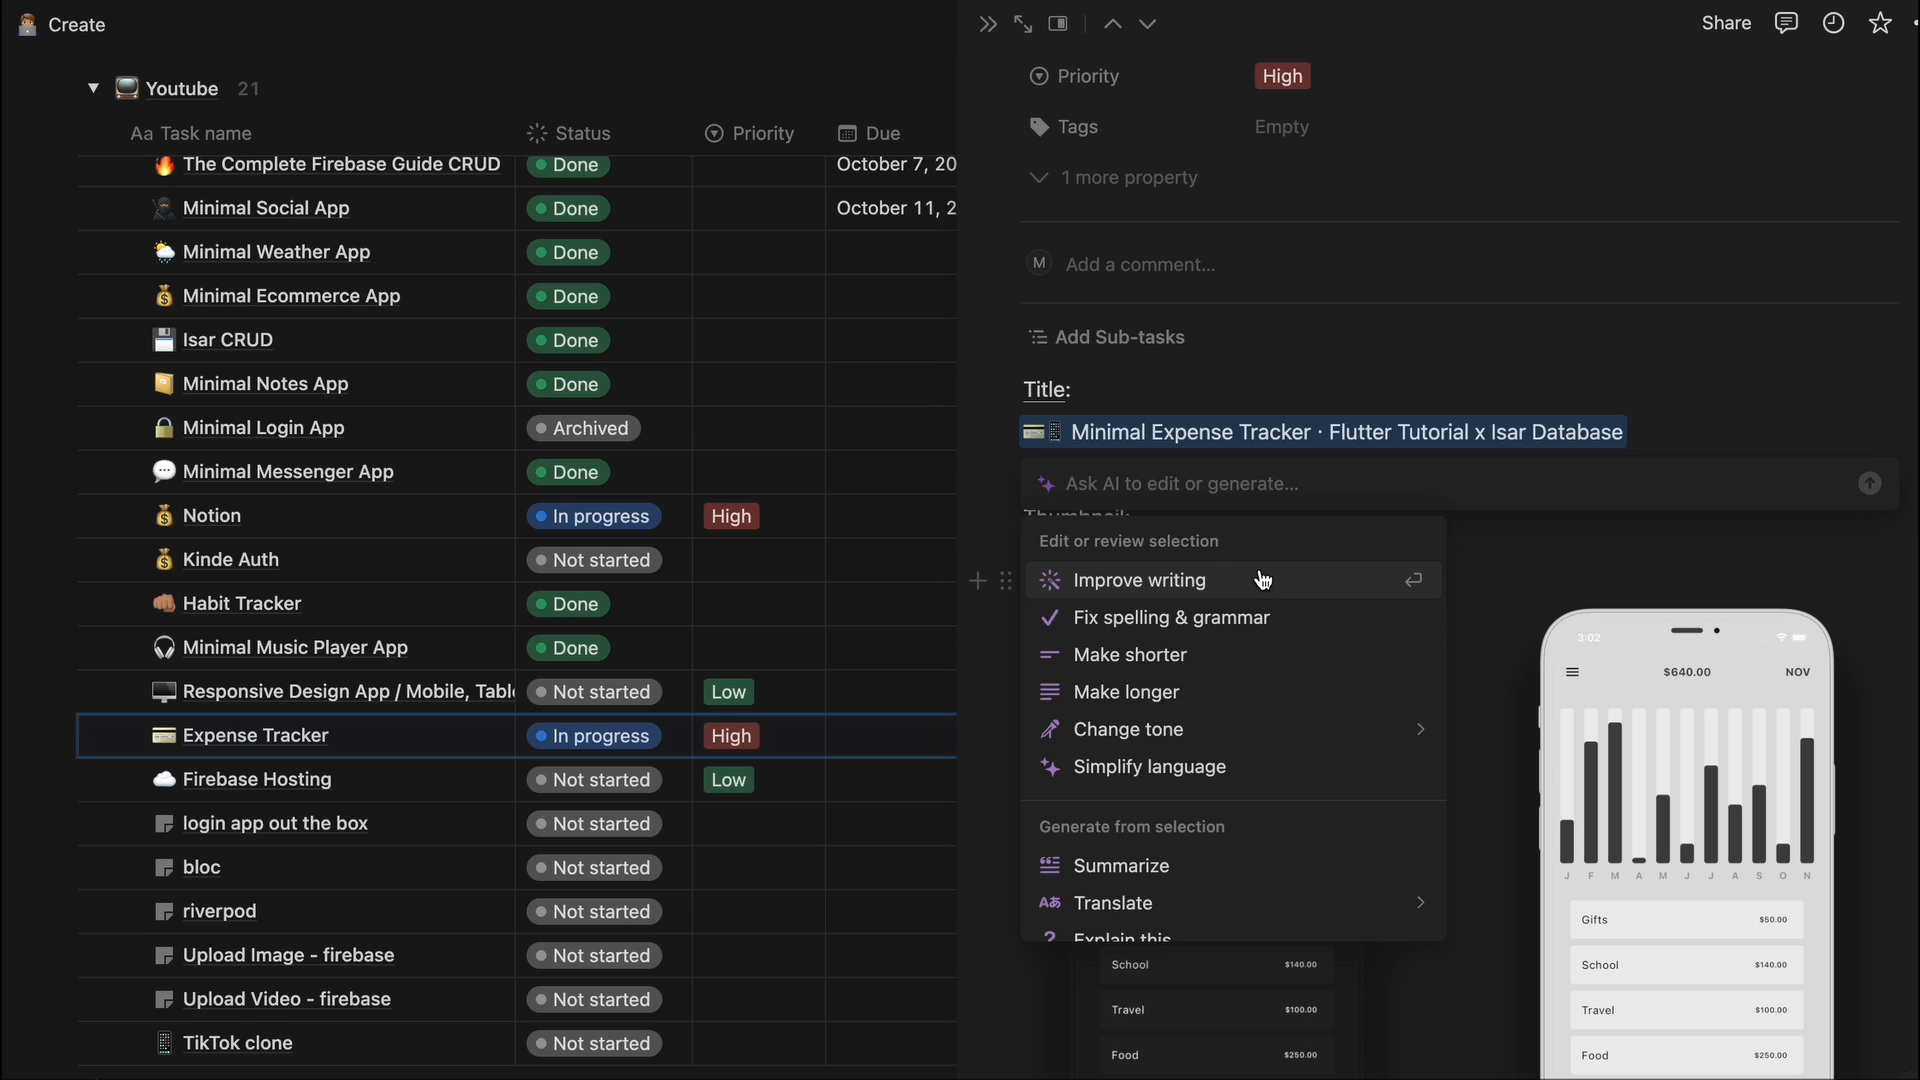 Create
Share
Youtube 21
Aa Task name Status Priority Due
The Complete Firebase Guide CRUD Done October 7, 20
Minimal Social App Done October 11, 2
Minimal Weather App Done
Minimal Ecommerce App Done
Isar CRUD Done
Minimal Notes App Done
Minimal Login App Archived
Minimal Messenger App Done
Notion In progress High
Kinde Auth Not started
Habit Tracker Done
Minimal Music Player App Done
Responsive Design App / Mobile, Table Not started Low
Expense Tracker In progress High
Firebase Hosting Not started Low
login app out the box Not started
bloc Not started
riverpod Not started
Upload Image - firebase Not started
Upload Video - firebase Not started
TikTok clone Not started
Priority High
Tags Empty
1 more property
M Add a comment...
Add Sub-tasks
Title:
Minimal Expense Tracker · Flutter Tutorial x Isar Database
Ask AI to edit or generate...
Thumbnail:
Edit or review selection
Improve writing
Fix spelling & grammar
Make shorter
Make longer
Change tone
Simplify language
Generate from selection
Summarize
Translate
Explain this
School $140.00
Travel $100.00
Food $250.00
3:02
$640.00 NOV
J F M A M J J A S O N
Gifts $50.00
School $140.00
Travel $100.00
Food $250.00